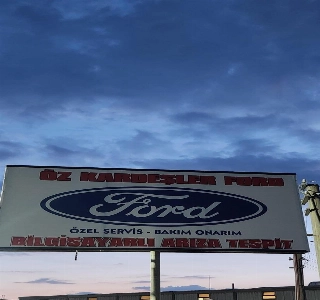 ÖZ KARDEŞLER FORD
Ford
ÖZEL SERVİS - BAKIM ONARIM
BİLGİSAYARLI ARIZA TESPİT